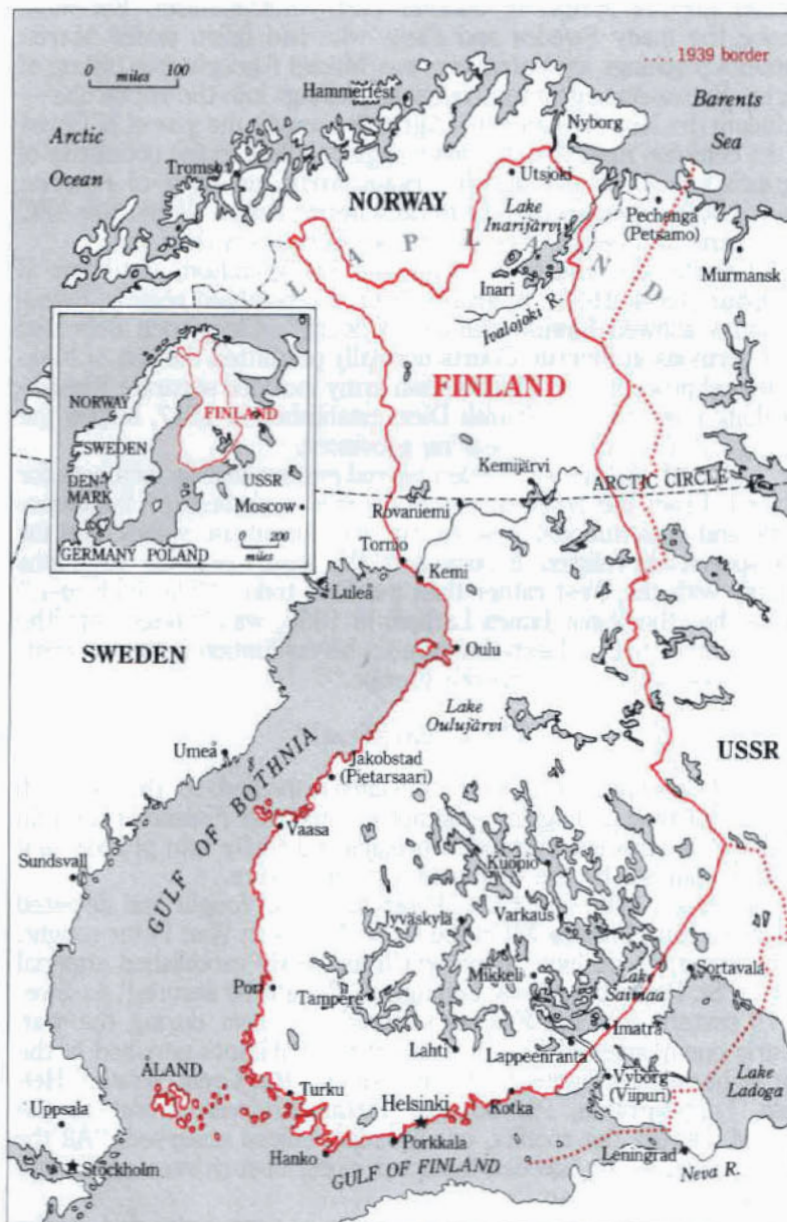 0 miles 100
1939 border
Hammerfest
Barents
Sea
Nyborg
Arctic
Ocean
Tromsö
Utsjoki
NORWAY
Lake
Inarijärvi
Pechenga
(Petsamo)
LAPLAND
Murmansk
Inari
Ivalojoki R.
FINLAND
NORWAY
FINLAND
SWEDEN
DEN-
MARK
USSR
Moscow
GERMANY POLAND
0 200
miles
Kemijärvi
ARCTIC CIRCLE
Rovaniemi
Tornio
Kemi
Luleå
SWEDEN
Oulu
Lake
Oulujärvi
USSR
Umeå
Jakobstad
(Pietarsaari)
GULF OF BOTHNIA
Vaasa
Sundsvall
Kuopio
Jyväskylä
Varkaus
Mikkeli
Sortavala
Pori
Lake
Saimaa
Tampere
Imatra
Lahti
Lappeenranta
Lake
Ladoga
ÅLAND
Vyborg
(Viipuri)
Turku
Helsinki
Uppsala
Kotka
Hanko
Porkkala
Leningrad
Stockholm
GULF OF FINLAND
Neva R.